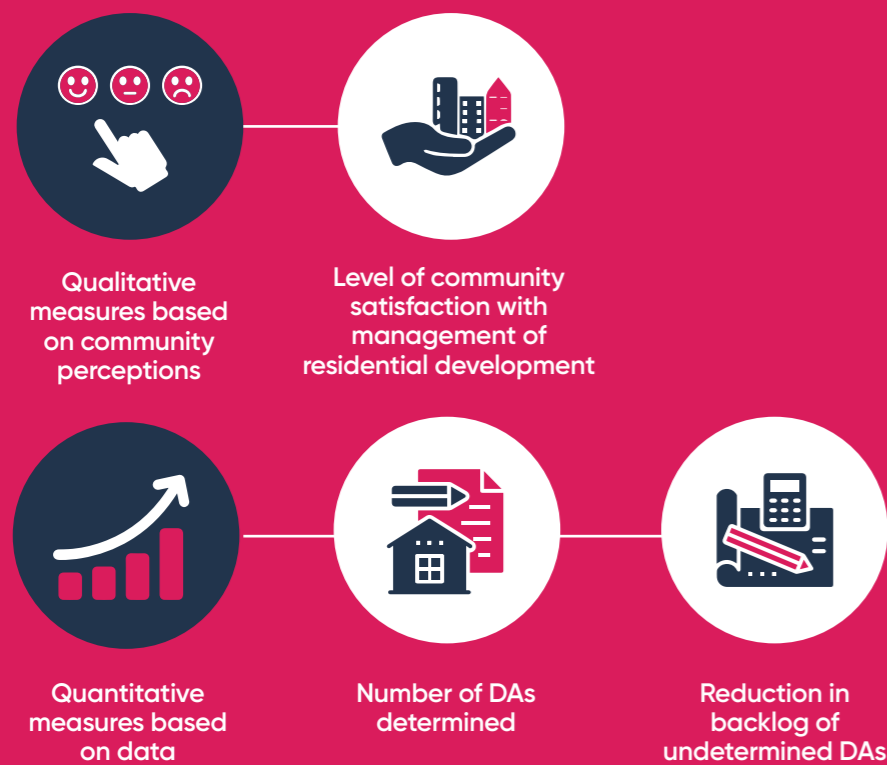 Qualitative
measures based
on community
perceptions
Level of community
satisfaction with
management of
residential development
Quantitative
measures based
on data
Number of DAs
determined
Reduction in
backlog of
undetermined DAs